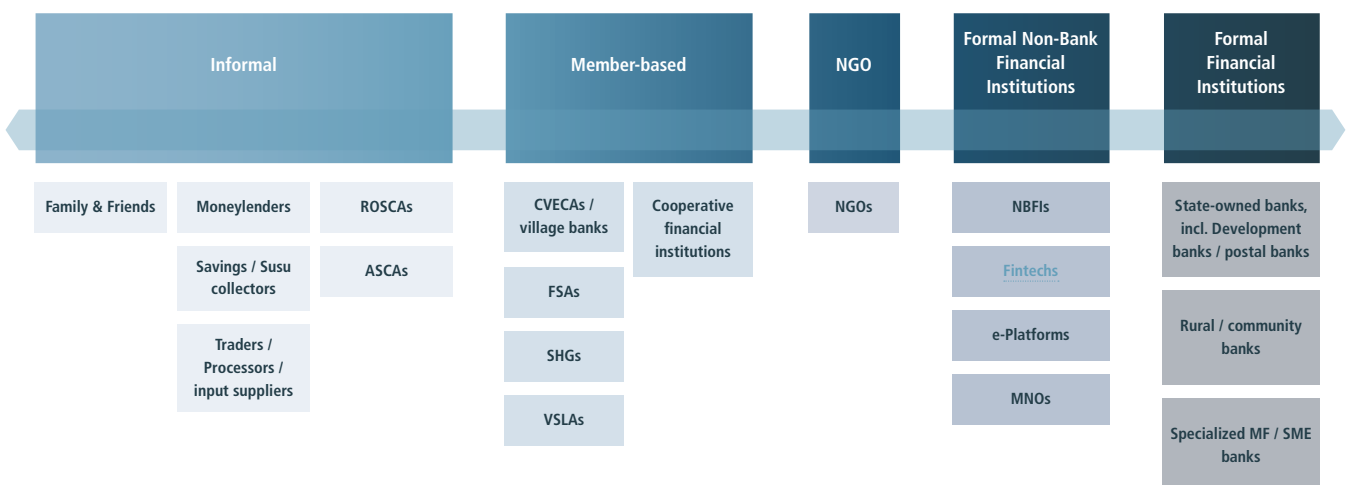 Informal
Member-based
NGO
Formal Non-Bank
Financial
Institutions
Formal
Financial
Institutions
Family & Friends
Moneylenders
Savings / Susu
collectors
Traders /
Processors /
input suppliers
ROSCAs
ASCAs
CVECAs /
village banks
FSAs
SHGs
VSLAs
Cooperative
financial
institutions
NGOs
NBFIs
Fintechs
e-Platforms
MNOs
State-owned banks,
incl. Development
banks / postal banks
Rural / community
banks
Specialized MF / SME
banks